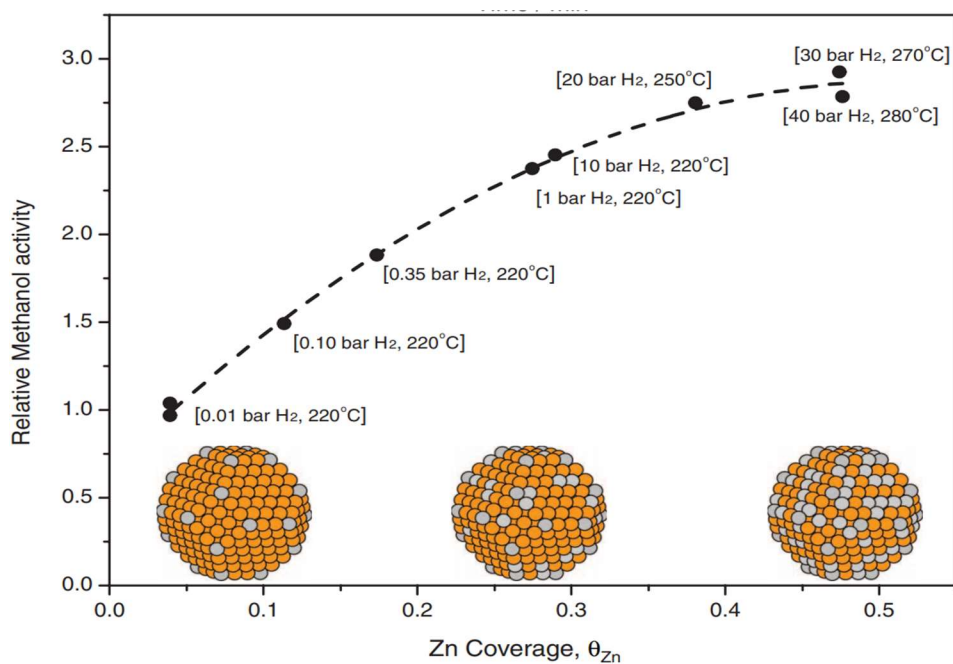 3.0
2.5
2.0
1.5
1.0
0.5
0.0
Relative Methanol activity
[30 bar H2, 270°C]
[20 bar H2, 250°C]
[40 bar H2, 280°C]
[10 bar H2, 220°C]
[1 bar H2, 220°C]
[0.35 bar H2, 220°C]
[0.10 bar H2, 220°C]
[0.01 bar H2, 220°C]
0.0 0.1 0.2 0.3 0.4 0.5
Zn Coverage, θZn